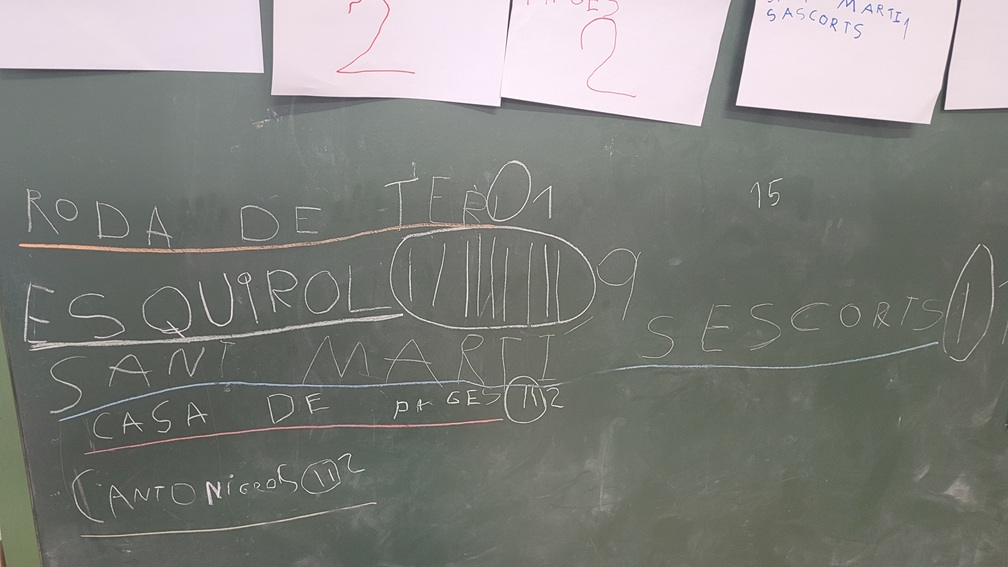 2
2
MARTI
SASCORTS
15
RODA DE TER 1
ESQUIROL 9
SANT MARTÍ SESCORTS
CASA DE PAGES 2
CANTONIGROS 2